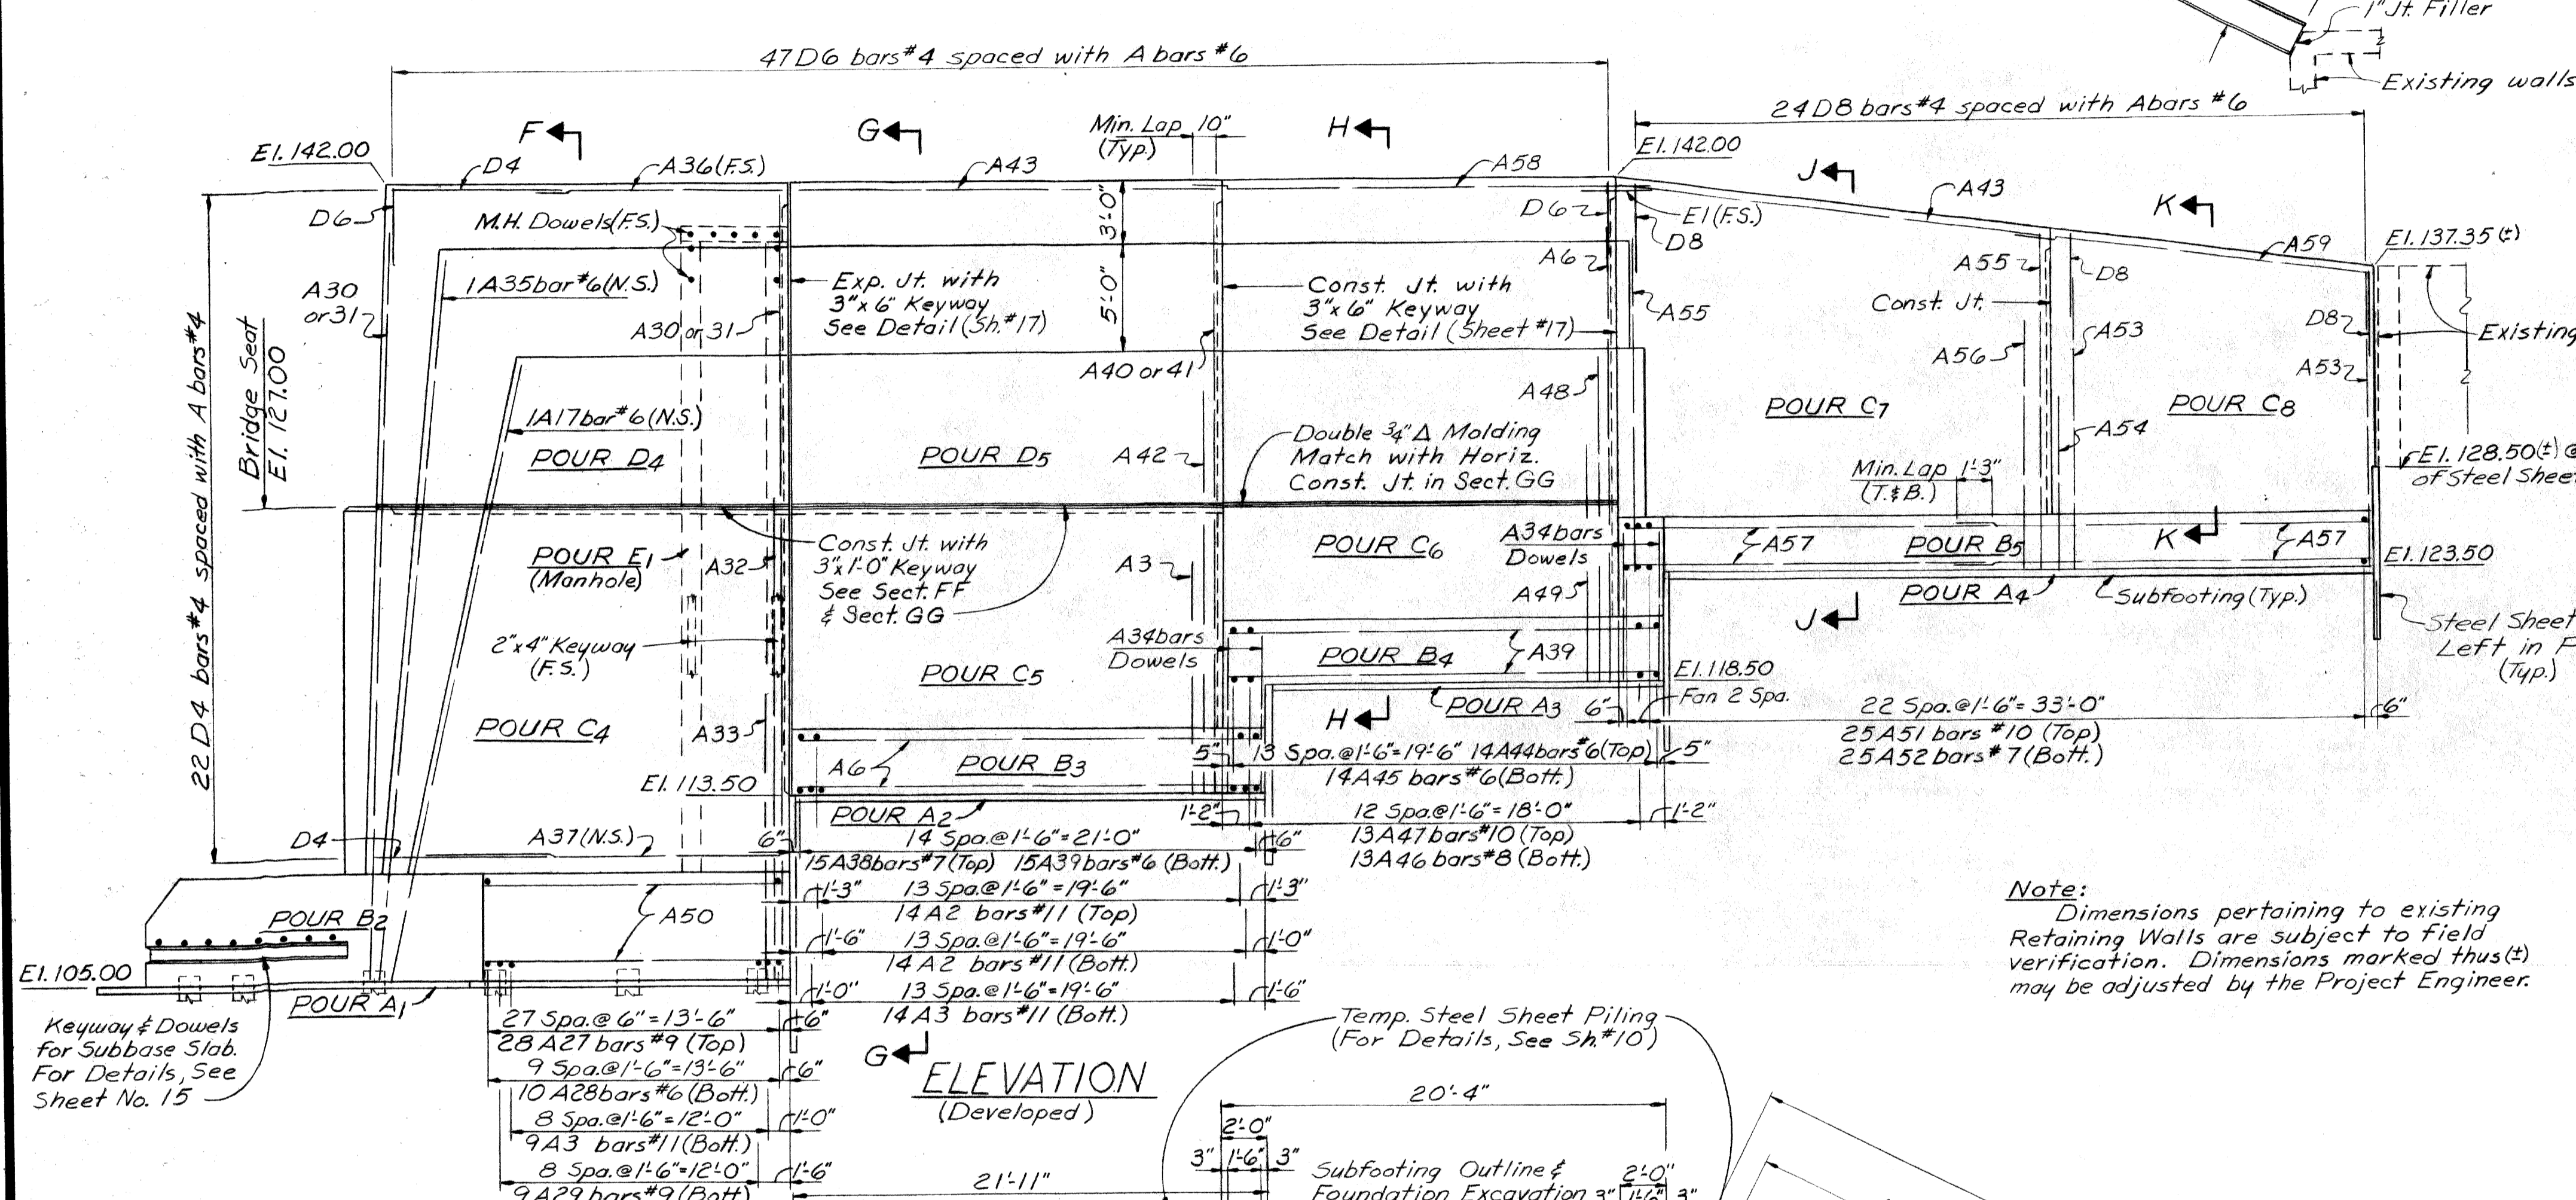 1" Jt. Filler
Existing walls
47 D6 bars #4 spaced with A bars #6
24 D8 bars #4 spaced with A bars #6
F
G
Min. Lap 10"
(Typ.)
H
El. 142.00
D4
A36 (F.S.)
A43
A58
El. 142.00
J
A43
K
D6
M.H. Dowels (F.S.)
3'-0"
D6
E1 (F.S.)
D8
A59
El. 137.35 (±)
A6
A55
D8
1 A35 bar #6 (N.S.)
A30
or 31
Exp. Jt. with
3" x 6" Keyway
See Detail (Sh. #17)
5'-0"
Const. Jt. with
3" x 6" Keyway
See Detail (Sheet #17)
A55
Const. Jt.
A53
D8
Existing
A30 or 31
Bridge Seat
El. 127.00
22 D4 bars #4 spaced with A bars #4
A40 or 41
A48
A56
A53
1 A17 bar #6 (N.S.)
POUR C7
POUR C8
POUR D4
POUR D5
A42
Double ¾" Δ Molding
Match with Horiz.
Const. Jt. in Sect. GG
A54
Min. Lap 1'-3"
(T. & B.)
El. 128.50 (±) @
of Steel Shee
POUR E1
(Manhole)
A32
Const. Jt. with
3" x 1'-0" Keyway
See Sect. FF
& Sect. GG
A3
POUR C6
A34 bars
Dowels
A57
POUR B5
K
A57
El. 123.50
A49
POUR A4
Subfooting (Typ.)
2" x 4" Keyway
(F.S.)
A34 bars
Dowels
POUR B4
A39
J
Steel Sheet
Left in P
(Typ.)
POUR C5
El. 118.50
POUR C4
A33
H
POUR A3
6"
Fan 2 Spa.
22 Spa. @ 1'-6" = 33'-0"
6"
25 A51 bars #10 (Top)
25 A52 bars #7 (Bott.)
A6
POUR B3
5"
13 Spa. @ 1'-6" = 19'-6" 14 A44 bars #6 (Top)
5"
14 A45 bars #6 (Bott.)
El. 113.50
POUR A2
1'-2"
12 Spa. @ 1'-6" = 18'-0"
1'-2"
13 A47 bars #10 (Top)
13 A46 bars #8 (Bott.)
D4
A37 (N.S.)
6"
14 Spa. @ 1'-6" = 21'-0"
6"
15 A38 bars #7 (Top) 15 A39 bars #6 (Bott.)
1'-3"
13 Spa. @ 1'-6" = 19'-6"
1'-3"
14 A2 bars #11 (Top)
POUR B2
A50
1'-6"
13 Spa. @ 1'-6" = 19'-6"
1'-0"
14 A2 bars #11 (Bott.)
El. 105.00
POUR A1
1'-0"
13 Spa. @ 1'-6" = 19'-6"
1'-6"
14 A3 bars #11 (Bott.)
Note:
Dimensions pertaining to existing
Retaining Walls are subject to field
verification. Dimensions marked thus (±)
may be adjusted by the Project Engineer.
Keyway & Dowels
for Subbase Slab.
For Details, See
Sheet No. 15
27 Spa. @ 6" = 13'-6"
6"
28 A27 bars #9 (Top)
9 Spa. @ 1'-6" = 13'-6"
6"
10 A28 bars #6 (Bott.)
8 Spa. @ 1'-6" = 12'-0"
1'-0"
9 A3 bars #11 (Bott.)
8 Spa. @ 1'-6" = 12'-0"
1'-6"
9 A29 bars #9 (Bott.)
G
ELEVATION
(Developed)
Temp. Steel Sheet Piling
(For Details, See Sh. #10)
20'-4"
2'-0"
3" 1'-6" 3"
21'-11"
Subfooting Outline &
Foundation Excavation
2'-0"
3" 1'-6" 3"